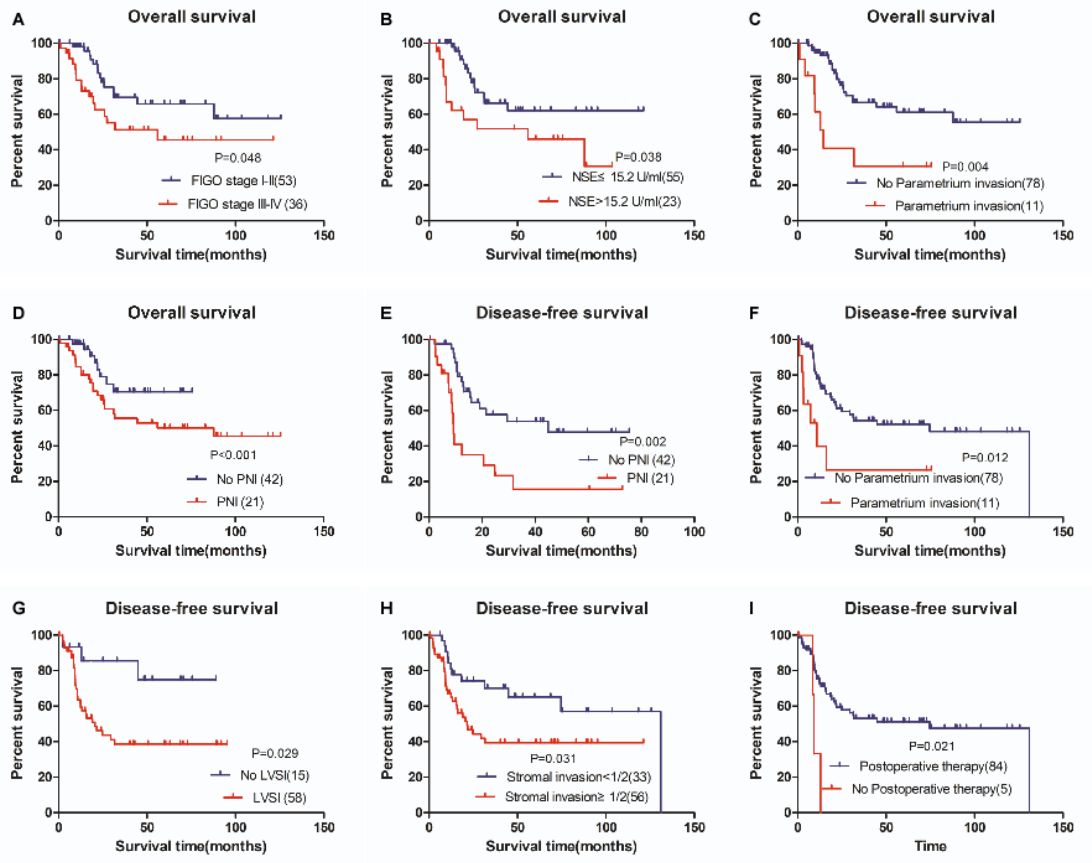 A
Overall survival
Percent survival
100
80
60
40
20
0
P=0.048
FIGO stage I-II(53)
FIGO stage III-IV(36)
0
50
100
150
Survival time(months)
B
Overall survival
Percent survival
100
80
60
40
20
0
P=0.038
NSE≤ 15.2 U/ml(55)
NSE>15.2 U/ml(23)
0
50
100
150
Survival time(months)
C
Overall survival
Percent survival
100
80
60
40
20
0
P=0.004
No Parametrium invasion(78)
Parametrium invasion(11)
0
50
100
150
Survival time(months)
D
Overall survival
Percent survival
100
80
60
40
20
0
P<0.001
No PNI (42)
PNI (21)
0
50
100
150
Survival time(months)
E
Disease-free survival
Percent survival
100
80
60
40
20
0
P=0.002
No PNI (42)
PNI (21)
0
20
40
60
80
Survival time(months)
F
Disease-free survival
Percent survival
100
80
60
40
20
0
P=0.012
No Parametrium invasion(78)
Parametrium invasion(11)
0
50
100
150
Survival time(months)
G
Disease-free survival
Percent survival
100
80
60
40
20
0
P=0.029
No LVSI(15)
LVSI (58)
0
50
100
150
Survival time(months)
H
Disease-free survival
Percent survival
100
80
60
40
20
0
P=0.031
Stromal invasion<1/2(33)
Stromal invasion≥ 1/2(56)
0
50
100
150
Survival time(months)
I
Disease-free survival
Percent survival
100
80
60
40
20
0
P=0.021
Postoperative therapy(84)
No Postoperative therapy(5)
0
50
100
150
Time